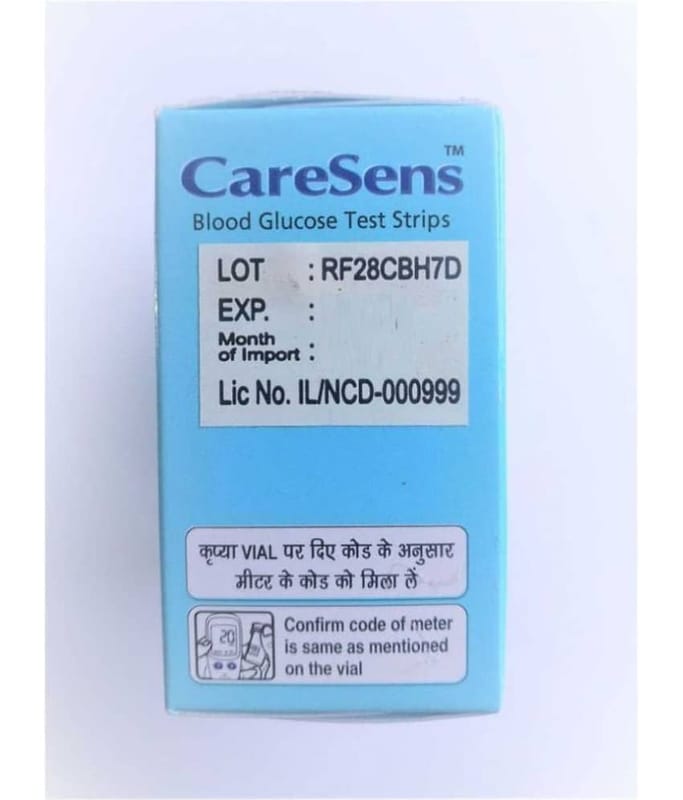 CareSens™
Blood Glucose Test Strips
LOT : RF28CBH7D
EXP. :
Month
of Import :
Lic No. IL/NCD-000999
कृप्या VIAL पर दिए कोड के अनुसार
मीटर के कोड को मिला लें
20
Confirm code of meter
is same as mentioned
on the vial